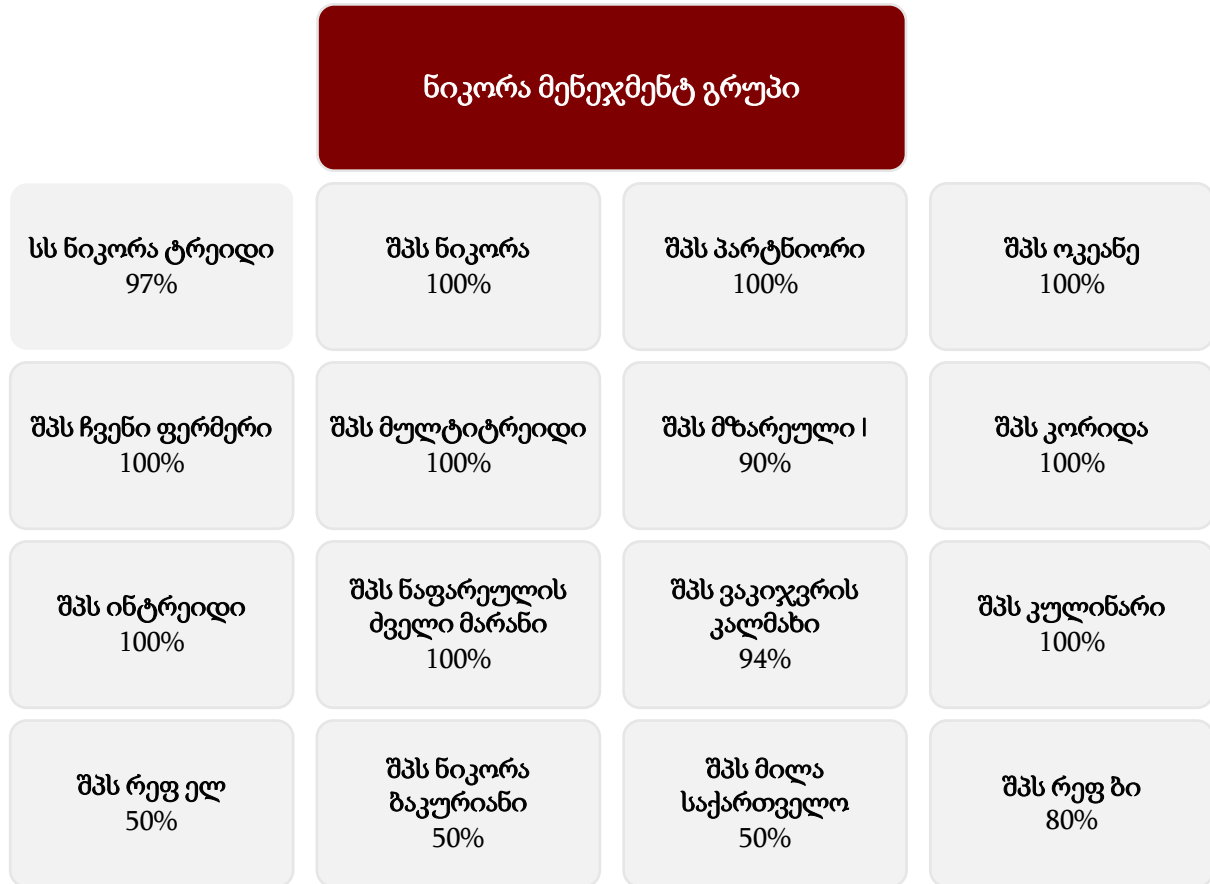 ნიკორა მენეჯმენტ გრუპი
სს ნიკორა ტრეიდი
97%
შპს ნიკორა
100%
შპს პარტნიორი
100%
შპს ოკეანე
100%
შპს ჩვენი ფერმერი
100%
შპს მულტიტრეიდი
100%
შპს მზარეული I
90%
შპს კორიდა
100%
შპს ინტრეიდი
100%
შპს ნაფარეულის
ძველი მარანი
100%
შპს ვაკიჯვრის
კალმახი
94%
შპს კულინარი
100%
შპს რეფ ელ
50%
შპს ნიკორა
ბაკურიანი
50%
შპს მილა
საქართველო
50%
შპს რეფ ბი
80%